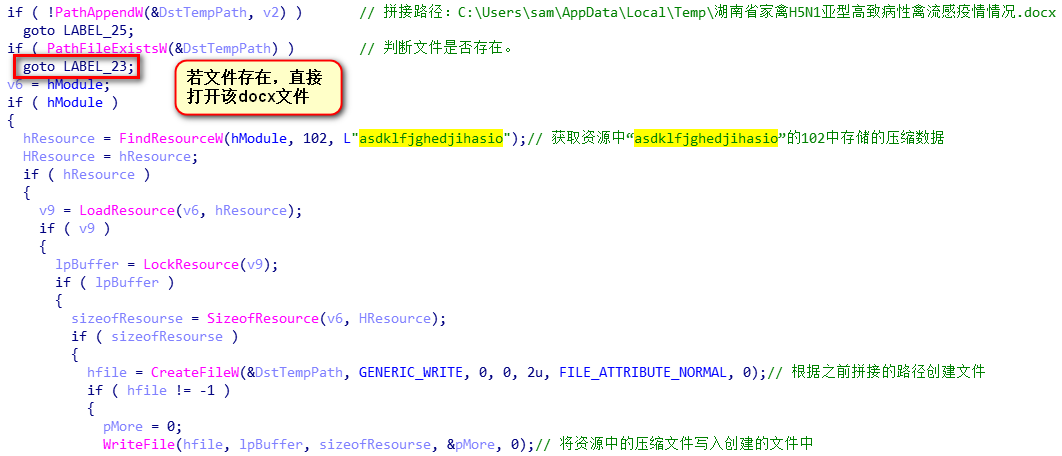 if ( !PathAppendW(&DstTempPath, v2) ) // 拼接路径：C:\Users\sam\AppData\Local\Temp\湖南省家禽H5N1亚型高致病性禽流感疫情情况.docx
goto LABEL_25;
if ( PathFileExistsW(&DstTempPath) ) // 判断文件是否存在。
goto LABEL_23;
若文件存在，直接
打开该docx文件
v6 = hModule;
if ( hModule )
{
hResource = FindResourceW(hModule, 102, L"asdklfjghedjihasio");// 获取资源中“asdklfjghedjihasio”的102中存储的压缩数据
HResource = hResource;
if ( hResource )
{
v9 = LoadResource(v6, hResource);
if ( v9 )
{
lpBuffer = LockResource(v9);
if ( lpBuffer )
{
sizeofResourse = SizeofResource(v6, HResource);
if ( sizeofResourse )
{
hfile = CreateFileW(&DstTempPath, GENERIC_WRITE, 0, 0, 2u, FILE_ATTRIBUTE_NORMAL, 0);// 根据之前拼接的路径创建文件
if ( hfile != -1 )
{
pMore = 0;
WriteFile(hfile, lpBuffer, sizeofResourse, &pMore, 0);// 将资源中的压缩文件写入创建的文件中